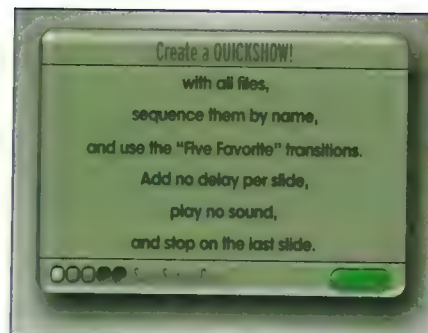 Create a QUICKSHOW!
with all files,
sequence them by name,
and use the "Five Favorite" transitions.
Add no delay per slide,
play no sound,
and stop on the last slide.